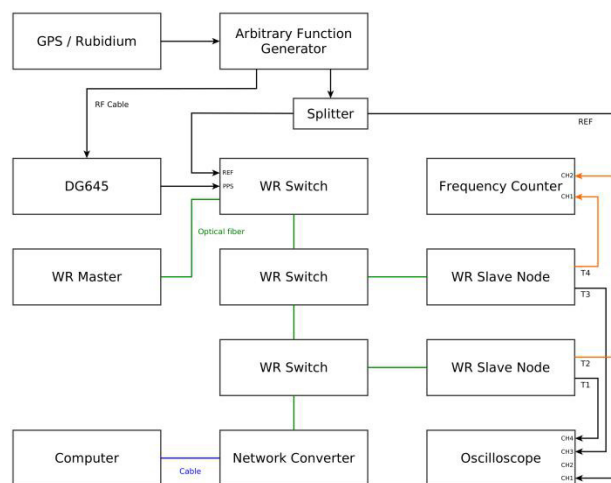 GPS / Rubidium
Arbitrary Function
Generator
RF Cable
Splitter
REF
DG645
REF
PPS
WR Switch
Frequency Counter
CH2
CH1
Optical fiber
WR Master
WR Switch
WR Slave Node
T4
T3
WR Switch
WR Slave Node
T2
T1
Computer
Cable
Network Converter
Oscilloscope
CH4
CH3
CH2
CH1